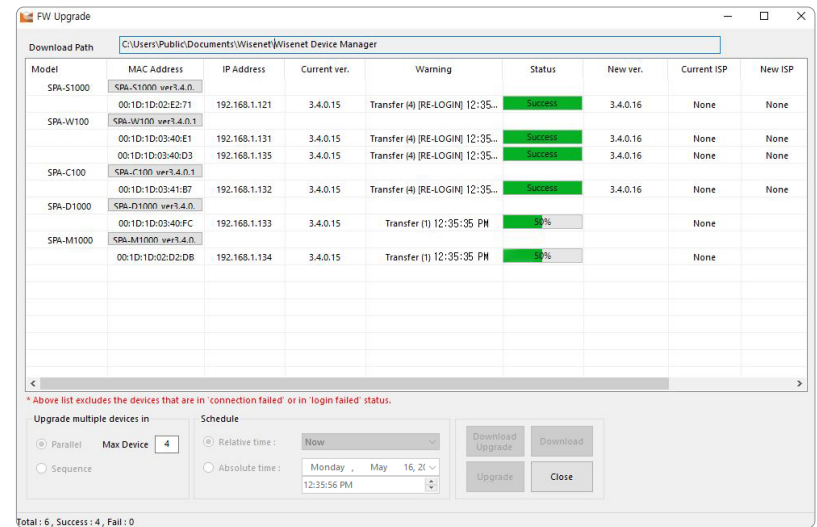 FW Upgrade
Download Path C:\Users\Public\Documents\Wisenet\Wisenet Device Manager
Model MAC Address IP Address Current ver. Warning Status New ver. Current ISP New ISP
SPA-S1000 SPA-S1000 ver3.4.0.
00:1D:1D:02:E2:71 192.168.1.121 3.4.0.15 Transfer (4) [RE-LOGIN] 12:35... Success 3.4.0.16 None None
SPA-W100 SPA-W100 ver3.4.0.1
00:1D:1D:03:40:E1 192.168.1.131 3.4.0.15 Transfer (4) [RE-LOGIN] 12:35... Success 3.4.0.16 None None
00:1D:1D:03:40:D3 192.168.1.135 3.4.0.15 Transfer (4) [RE-LOGIN] 12:35... Success 3.4.0.16 None None
SPA-C100 SPA-C100 ver3.4.0.1
00:1D:1D:03:41:B7 192.168.1.132 3.4.0.15 Transfer (4) [RE-LOGIN] 12:35... Success 3.4.0.16 None None
SPA-D1000 SPA-D1000 ver3.4.0.
00:1D:1D:03:40:FC 192.168.1.133 3.4.0.15 Transfer (1) 12:35:35 PM 50% None
SPA-M1000 SPA-M1000 ver3.4.0.
00:1D:1D:02:D2:DB 192.168.1.134 3.4.0.15 Transfer (1) 12:35:35 PM 50% None
* Above list excludes the devices that are in 'connection failed' or in 'login failed' status.
Upgrade multiple devices in Schedule
Parallel Max Device 4 Relative time : Now Download Upgrade Download
Sequence Absolute time : Monday , May 16, 20 Upgrade Close
12:35:56 PM
Total : 6 , Success : 4 , Fail : 0